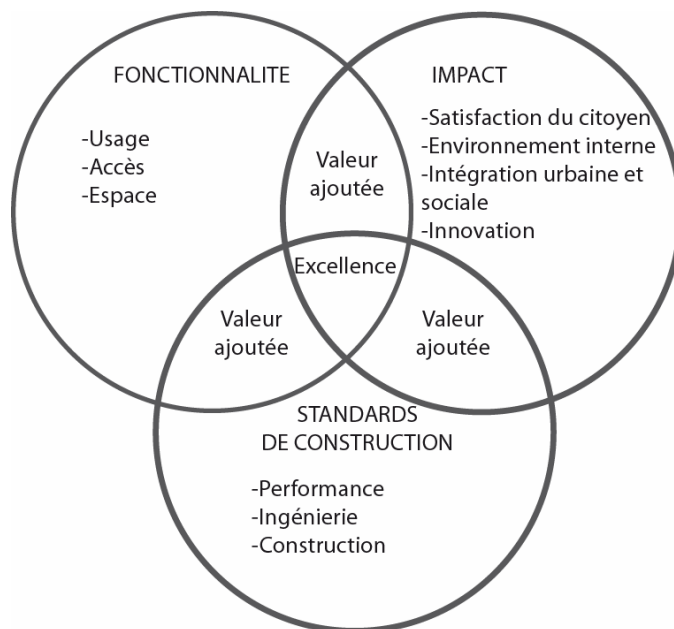 FONCTIONNALITE
-Usage
-Accès
-Espace
IMPACT
-Satisfaction du citoyen
-Environnement interne
-Intégration urbaine et
sociale
-Innovation
Valeur
ajoutée
Excellence
Valeur
ajoutée
Valeur
ajoutée
STANDARDS
DE CONSTRUCTION
-Performance
-Ingénierie
-Construction